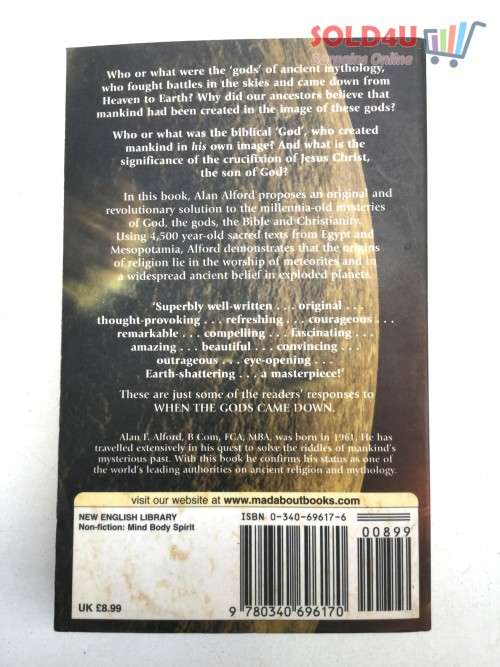 SOLD4U
Bargains Online
Who or what were the 'gods' of ancient mythology,
who fought battles in the skies and came down from
Heaven to Earth? Why did our ancestors believe that
mankind had been created in the image of these gods?
Who or what was the biblical 'God', who created
mankind in his own image? And what is the
significance of the crucifixion of Jesus Christ,
the son of God?
In this book, Alan Alford proposes an original and
revolutionary solution to the millennia-old mysteries
of God, the gods, the Bible and Christianity.
Using 4,500 year-old sacred texts from Egypt and
Mesopotamia, Alford demonstrates that the origins
of religion lie in the worship of meteorites and in
a widespread ancient belief in exploded planets.
'Superbly well-written . . . original . . .
thought-provoking . . . refreshing . . . courageous . . .
remarkable . . . compelling . . . fascinating . . .
amazing . . . beautiful . . . convincing . . .
outrageous . . . eye-opening . . .
Earth-shattering . . . a masterpiece!'
These are just some of the readers' responses to
WHEN THE GODS CAME DOWN.
Alan F. Alford, B Com, FCA, MBA, was born in 1961. He has
travelled extensively in his quest to solve the riddles of mankind's
mysterious past. With this book he confirms his status as one of
the world's leading authorities on ancient religion and mythology.
visit our website at www.madaboutbooks.com
NEW ENGLISH LIBRARY
Non-fiction: Mind Body Spirit
ISBN 0-340-69617-6
00899
UK £8.99
9 780340 696170